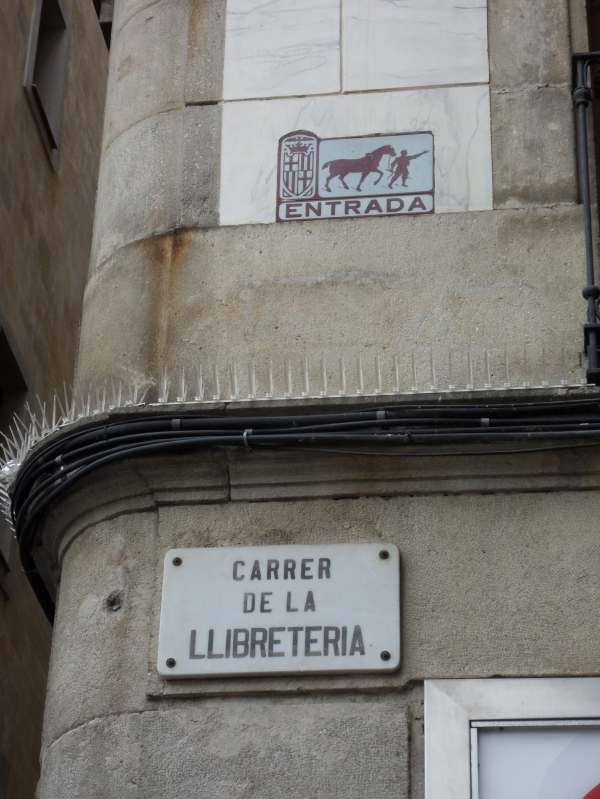 ENTRADA
CARRER
DE LA
LLIBRETERIA